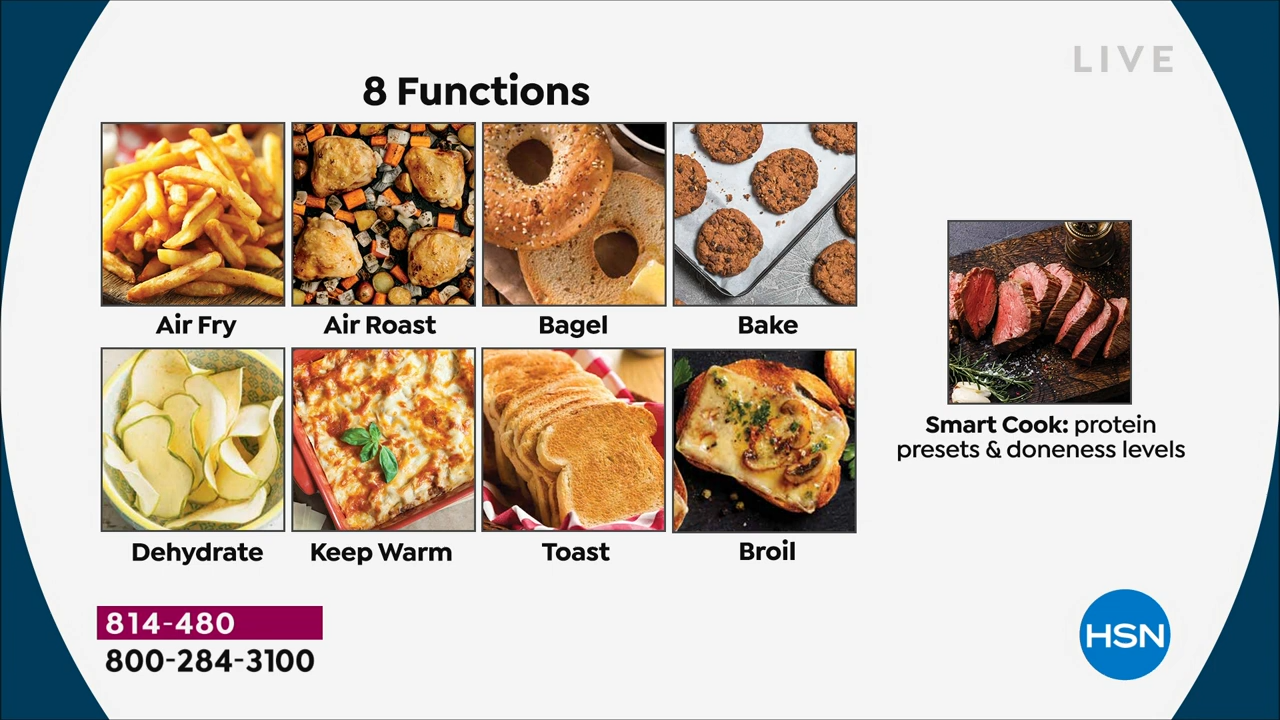 LIVE
8 Functions
Air Fry
Air Roast
Bagel
Bake
Dehydrate
Keep Warm
Toast
Broil
Smart Cook: protein
presets & doneness levels
814-480
800-284-3100
HSN